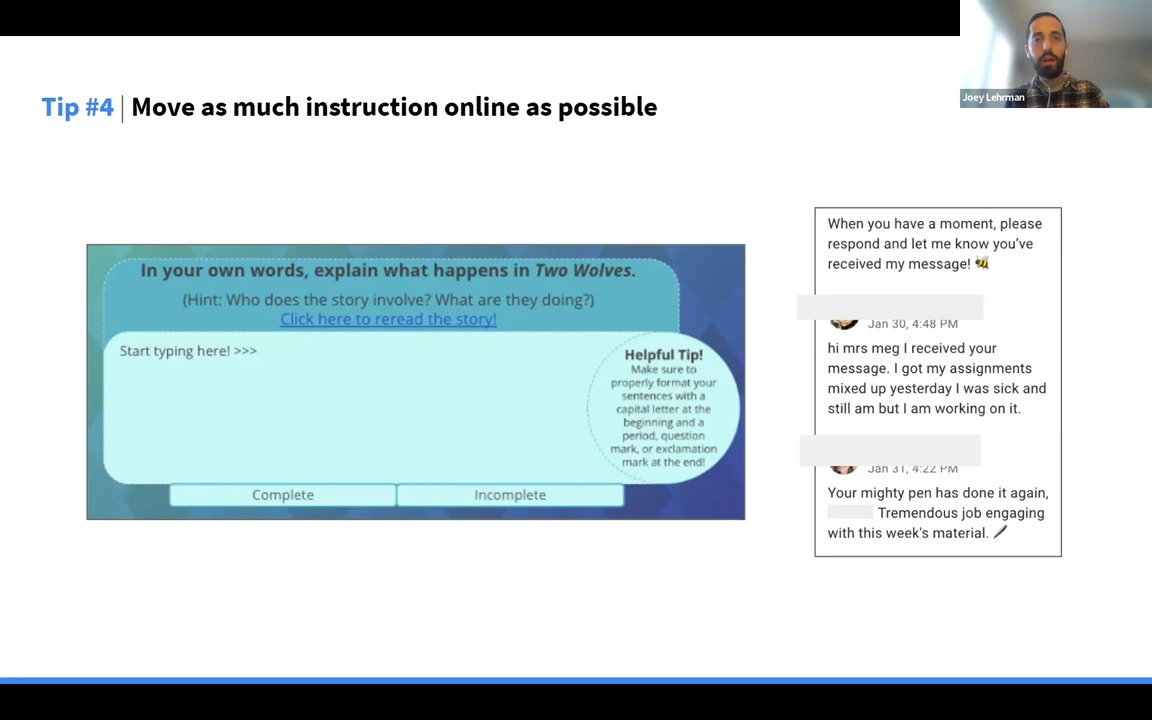 Joey Lehrman
Tip #4 | Move as much instruction online as possible
In your own words, explain what happens in Two Wolves.
(Hint: Who does the story involve? What are they doing?)
Click here to reread the story!
Start typing here! >>>
Helpful Tip!
Make sure to
properly format your
sentences with a
capital letter at the
beginning and a
period, question
mark, or exclamation
mark at the end!
Complete
Incomplete
When you have a moment, please
respond and let me know you've
received my message! 🐝
Jan 30, 4:48 PM
hi mrs meg I received your
message. I got my assignments
mixed up yesterday I was sick and
still am but I am working on it.
Jan 31, 4:22 PM
Your mighty pen has done it again,
Tremendous job engaging
with this week's material. 🖋